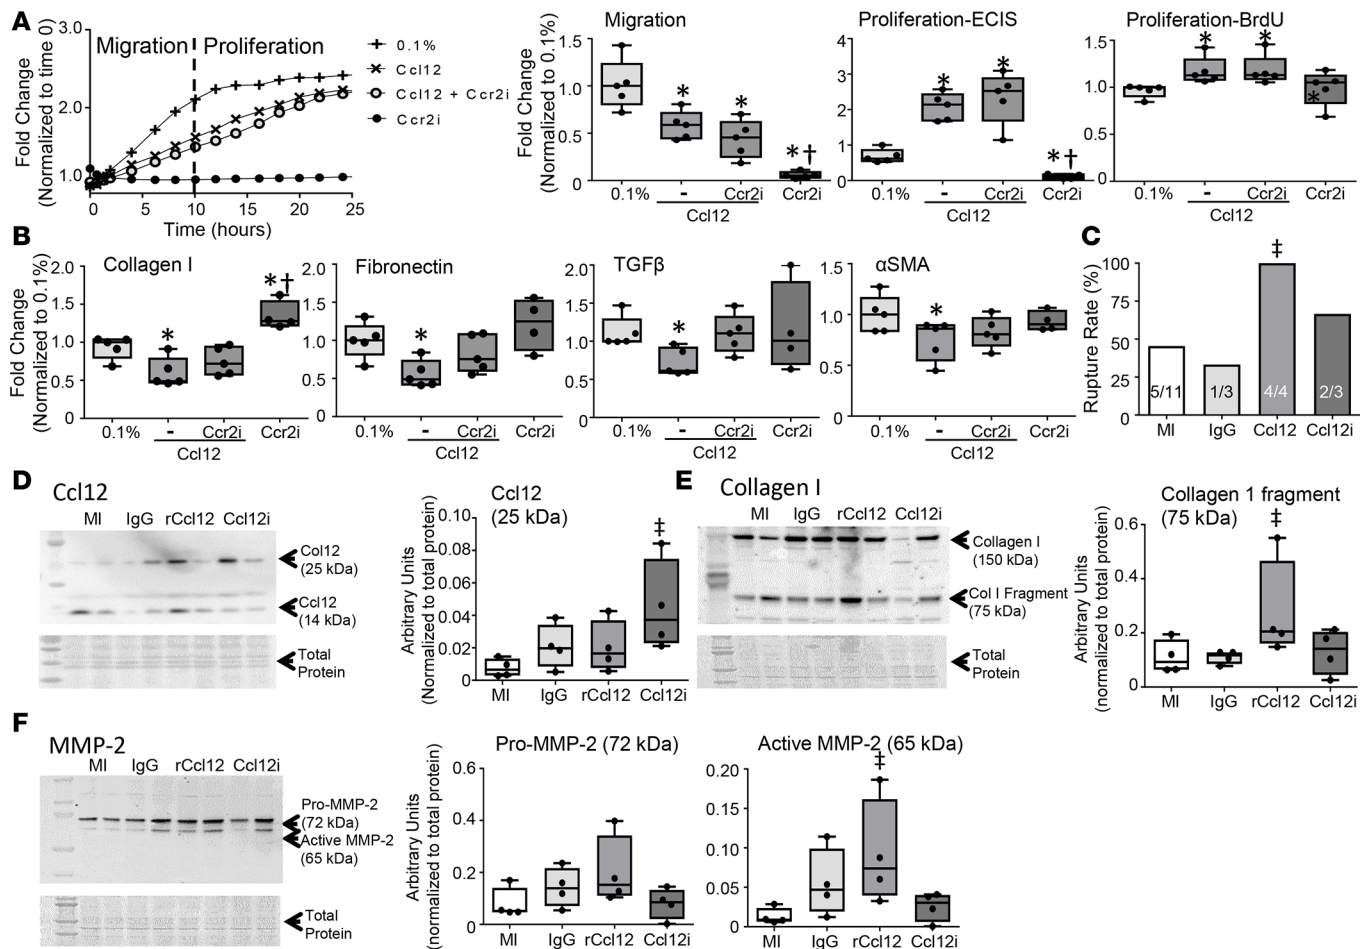 A
Fold Change
(Normalized to time 0)
3.0
2.0
1.0
Migration
Proliferation
0
5
10
15
20
25
Time (hours)
0.1%
Ccl12
Ccl12 + Ccr2i
Ccr2i
Migration
Fold Change
(Normalized to 0.1%)
1.5
1.0
0.5
0
*
*
*†
0.1%
-
Ccr2i
Ccr2i
Ccl12
Proliferation-ECIS
4
3
2
1
0
*
*
*†
0.1%
-
Ccr2i
Ccr2i
Ccl12
Proliferation-BrdU
1.5
1.0
0.5
0
*
*
*
0.1%
-
Ccr2i
Ccr2i
Ccl12
B
Fold Change
(Normalized to 0.1%)
Collagen I
2.0
1.5
1.0
0.5
0
*
*†
0.1%
-
Ccr2i
Ccr2i
Ccl12
Fibronectin
2.0
1.5
1.0
0.5
0
*
0.1%
-
Ccr2i
Ccr2i
Ccl12
TGFβ
2.0
1.5
1.0
0.5
0
*
0.1%
-
Ccr2i
Ccr2i
Ccl12
αSMA
1.5
1.0
0.5
0
*
0.1%
-
Ccr2i
Ccr2i
Ccl12
C
Rupture Rate (%)
100
75
50
25
0
‡
5/11
1/3
4/4
2/3
MI
IgG
Ccl12
Ccl12i
D
Ccl12
MI
IgG
rCcl12
Ccl12i
Col12
(25 kDa)
Ccl12
(14 kDa)
Total
Protein
Ccl12
(25 kDa)
Arbitrary Units
(Normalized to total protein)
0.10
0.08
0.06
0.04
0.02
0
‡
MI
IgG
rCcl12
Ccl12i
E
Collagen I
MI
IgG
rCcl12
Ccl12i
Collagen I
(150 kDa)
Col I Fragment
(75 kDa)
Total
Protein
Collagen 1 fragment
(75 kDa)
Arbitrary Units
(normalized to total protein)
0.6
0.4
0.2
0
‡
MI
IgG
rCcl12
Ccl12i
F
MMP-2
MI
IgG
rCcl12
Ccl12i
Pro-MMP-2
(72 kDa)
Active MMP-2
(65 kDa)
Total
Protein
Pro-MMP-2 (72 kDa)
Arbitrary Units
(normalized to total protein)
0.6
0.4
0.2
0
MI
IgG
rCcl12
Ccl12i
Active MMP-2 (65 kDa)
Arbitrary Units
(normalized to total protein)
0.20
0.15
0.10
0.05
0
‡
MI
IgG
rCcl12
Ccl12i